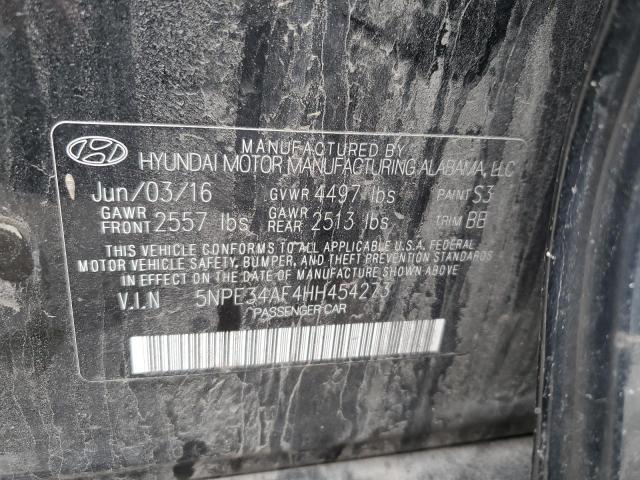 MANUFACTURED BY
HYUNDAI MOTOR MANUFACTURING ALABAMA, LLC
Jun/03/16 GVWR 4497 lbs PAINT S3
GAWR FRONT 2557 lbs GAWR REAR 2513 lbs TRIM BB
THIS VEHICLE CONFORMS TO ALL APPLICABLE U.S.A. FEDERAL
MOTOR VEHICLE SAFETY, BUMPER, AND THEFT PREVENTION STANDARDS
IN EFFECT ON THE DATE OF MANUFACTURE SHOWN ABOVE.
V.I.N 5NPE34AF4HH454273
PASSENGER CAR